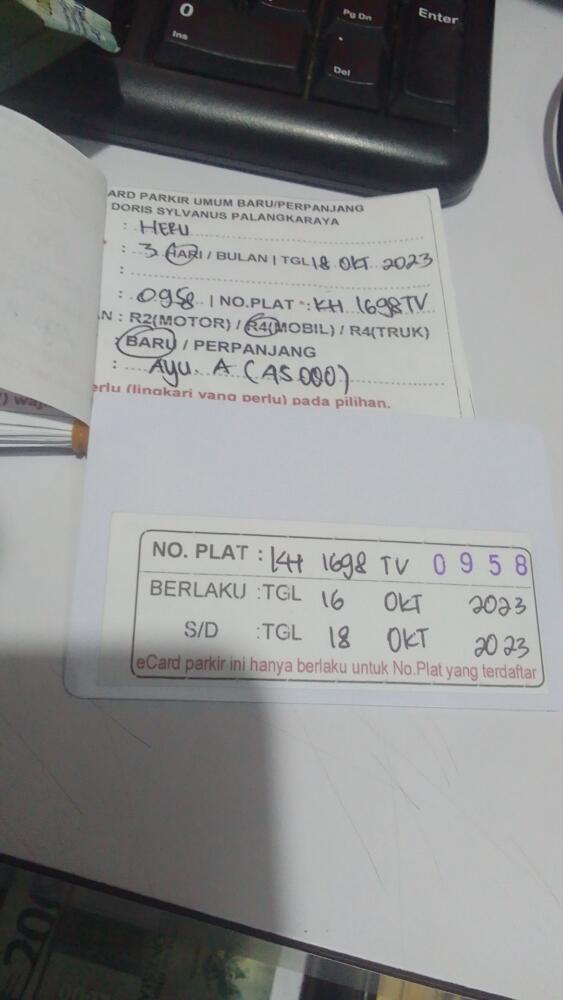 0
Ins
Pg Dn
.
Del
Enter
ARD PARKIR UMUM BARU/PERPANJANG
DORIS SYLVANUS PALANGKARAYA
: HERU
: 3 HARI / BULAN | TGL 18 OKT 2023
:
: 0958 | NO.PLAT *: KH 1698 TV
N : R2(MOTOR) / R4(MOBIL) / R4(TRUK)
: BARU / PERPANJANG
: Ayu. A (45.000)
erlu (lingkari yang perlu) pada pilihan.
NO. PLAT : KH 1698 TV 0958
BERLAKU :TGL 16 OKT 2023
S/D :TGL 18 OKT 2023
eCard parkir ini hanya berlaku untuk No.Plat yang terdaftar
20